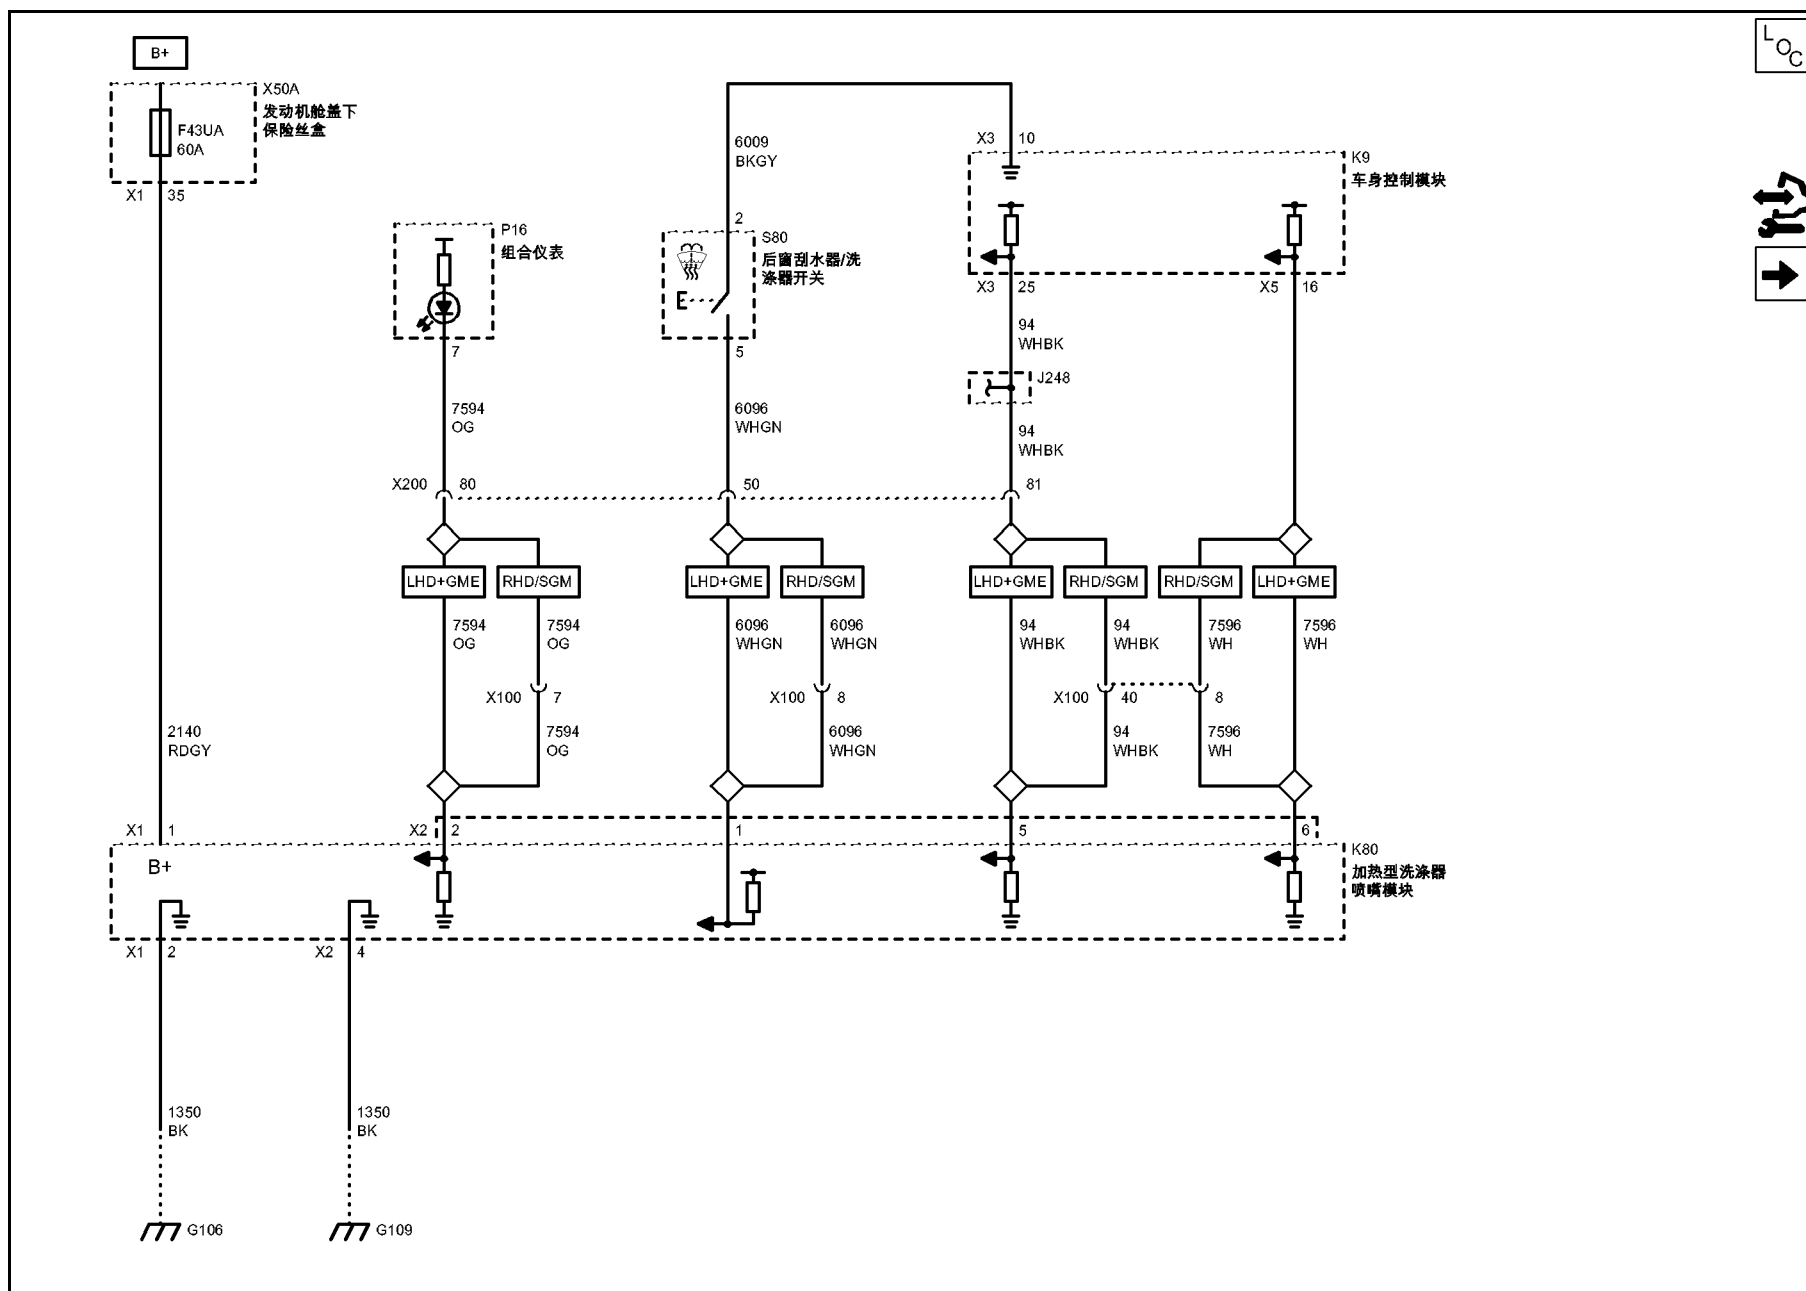 B+
X50A
发动机舱盖下
保险丝盒
F43UA
60A
X1 35
P16
组合仪表
7
6009
BKGY
2
S80
后窗刮水器/洗
涤器开关
5
X3 10
K9
车身控制模块
X3 25
X5 16
94
WHBK
J248
94
WHBK
7594
OG
6096
WHGN
X200 80
50
81
LHD+GME
RHD/SGM
LHD+GME
RHD/SGM
LHD+GME
RHD/SGM
RHD/SGM
LHD+GME
7594
OG
7594
OG
6096
WHGN
6096
WHGN
94
WHBK
94
WHBK
7596
WH
7596
WH
X100 7
X100 8
X100 40
8
2140
RDGY
7594
OG
6096
WHGN
94
WHBK
7596
WH
X1 1
X2 2
1
5
6
B+
K80
加热型洗涤器
喷嘴模块
X1 2
X2 4
1350
BK
1350
BK
G106
G109
LOC